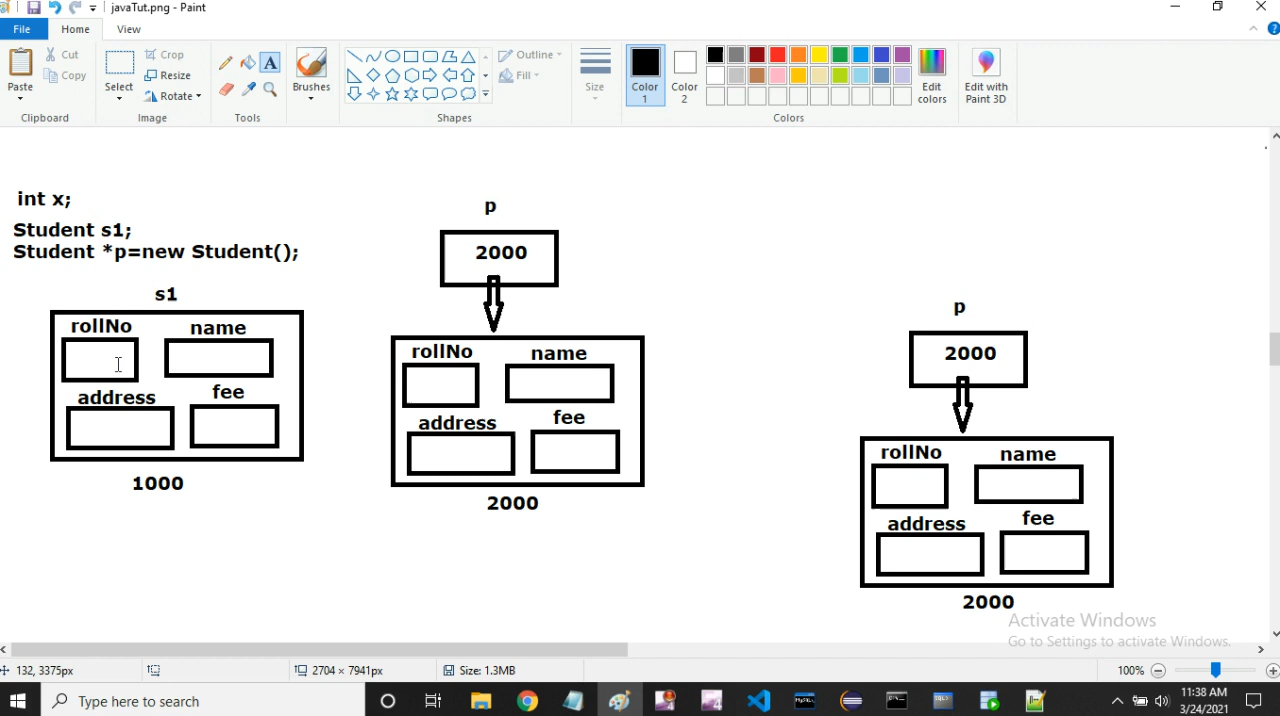 javaTut.png - Paint
File
Home
View
Paste
Cut
Copy
Clipboard
Select
Crop
Resize
Rotate
Image
Tools
Brushes
Shapes
Outline
Fill
Size
Color
1
Color
2
Edit
colors
Colors
Edit with
Paint 3D
int x;
Student s1;
Student *p=new Student();
s1
rollNo
name
address
fee
1000
p
2000
rollNo
name
address
fee
2000
p
2000
rollNo
name
address
fee
2000
Activate Windows
Go to Settings to activate Windows.
132, 3375px
2704 × 7941px
Size: 1.3MB
100%
Type here to search
11:38 AM
3/24/2021